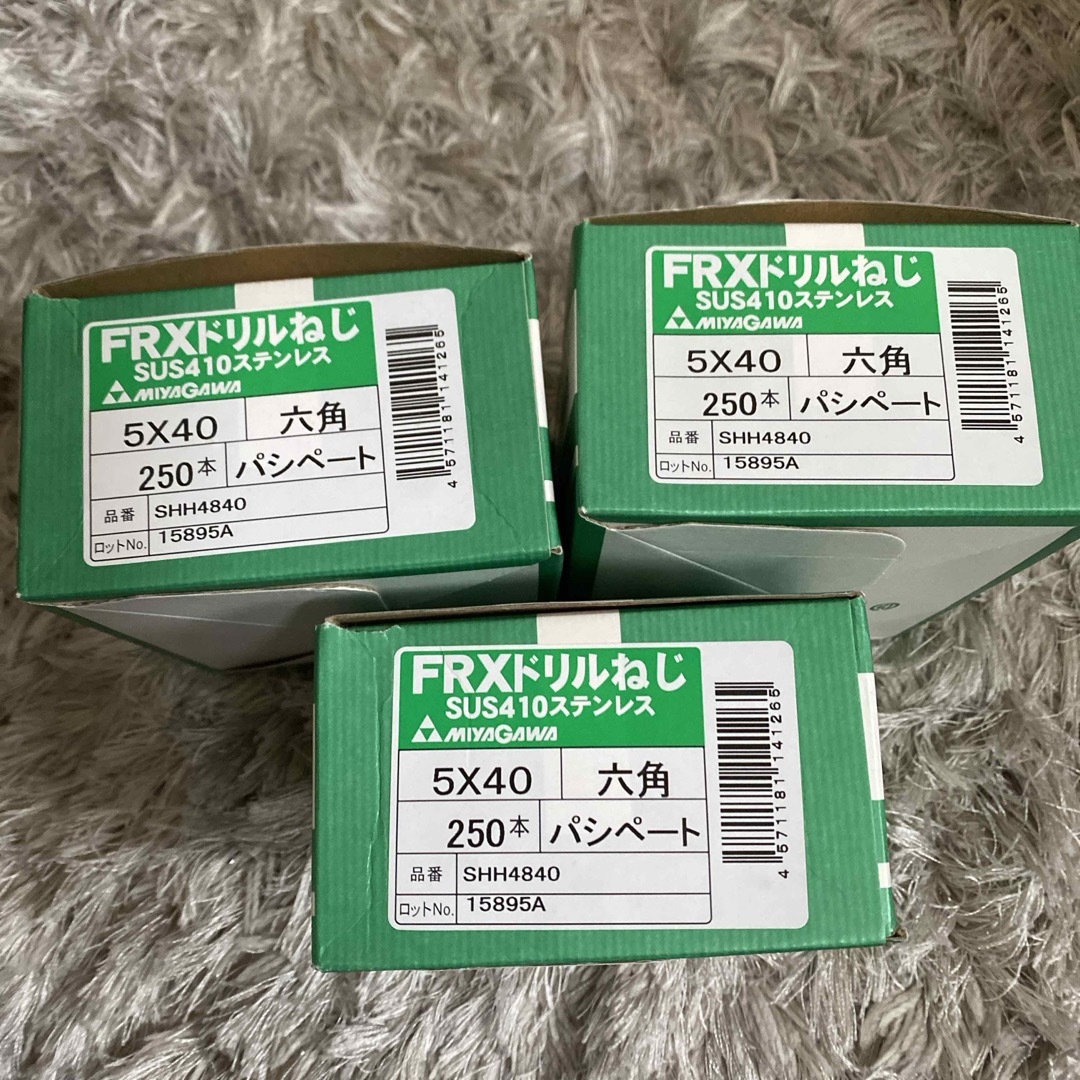 FRXドリルねじ
SUS410ステンレス
MIYAGAWA
5X40 六角
250本 パシペート
品番 SHH4840
ロットNo. 15895A
4571181141265
FRXドリルねじ
SUS410ステンレス
MIYAGAWA
5X40 六角
250本 パシペート
品番 SHH4840
ロットNo. 15895A
4571181141265
FRXドリルねじ
SUS410ステンレス
MIYAGAWA
5X40 六角
250本 パシペート
品番 SHH4840
ロットNo. 15895A
4571181141265